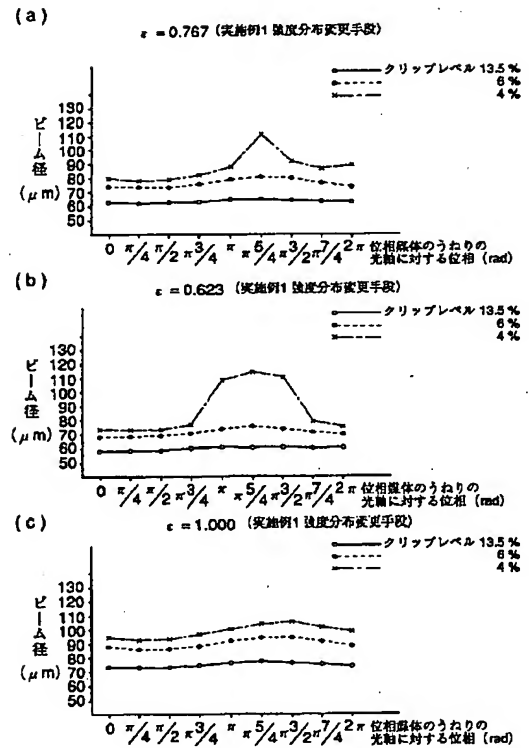 (a)
ε = 0.767 (実施例1 強度分布変更手段)
クリップレベル 13.5 %
6 %
4 %
ビーム径
(μm)
130
120
110
100
90
80
70
60
50
0 π/4 π/2 π3/4 π π5/4 π3/2 π7/4 2π
位相媒体のうねりの
光軸に対する位相 (rad)
(b)
ε = 0.623 (実施例1 強度分布変更手段)
クリップレベル 13.5 %
6 %
4 %
ビーム径
(μm)
130
120
110
100
90
80
70
60
50
0 π/4 π/2 π3/4 π π5/4 π3/2 π7/4 2π
位相媒体のうねりの
光軸に対する位相 (rad)
(c)
ε = 1.000 (実施例1 強度分布変更手段)
クリップレベル 13.5 %
6 %
4 %
ビーム径
(μm)
130
120
110
100
90
80
70
60
50
0 π/4 π/2 π3/4 π π5/4 π3/2 π7/4 2π
位相媒体のうねりの
光軸に対する位相 (rad)